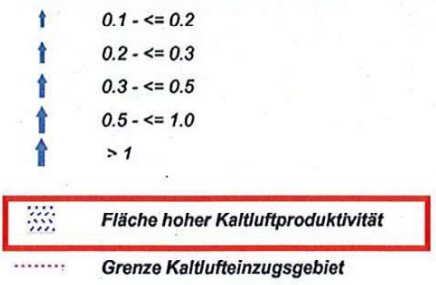 0.1 - <= 0.2
0.2 - <= 0.3
0.3 - <= 0.5
0.5 - <= 1.0
> 1
Fläche hoher Kaltluftproduktivität
Grenze Kaltlufteinzugsgebiet